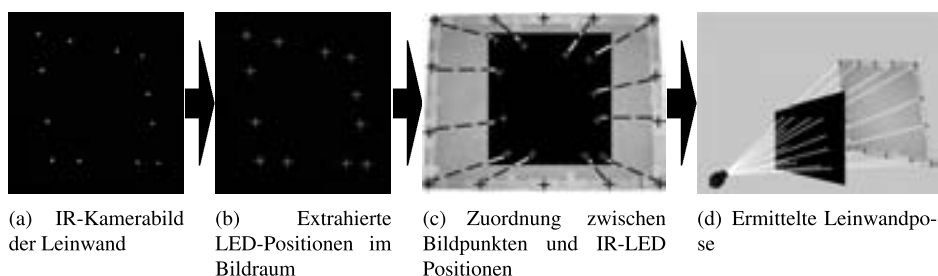 (a) IR-Kamerabild
der Leinwand
(b) Extrahierte
LED-Positionen im
Bildraum
(c) Zuordnung zwischen
Bildpunkten und IR-LED
Positionen
(d) Ermittelte Leinwandpo-
se